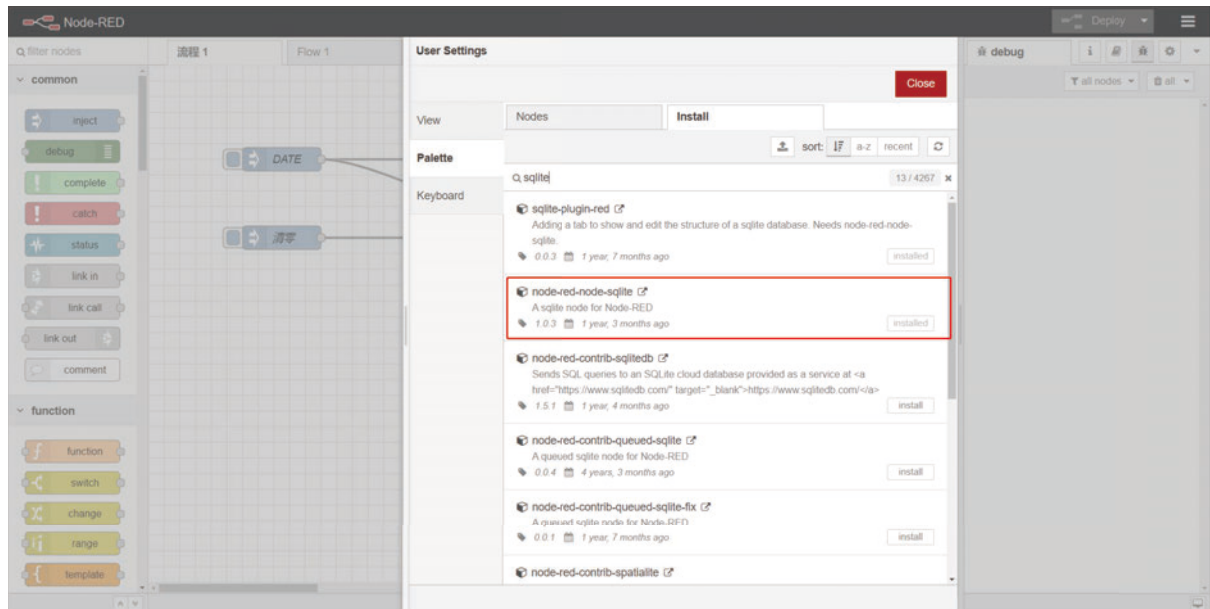 Node-RED
Deploy
filter nodes
流程 1
Flow 1
User Settings
debug
i
all nodes
all
common
Close
inject
debug
complete
catch
status
link in
link call
link out
comment
function
function
switch
change
range
template
DATE
清零
View
Palette
Keyboard
Nodes
Install
sort:
a-z
recent
sqlite
13 / 4267
sqlite-plugin-red
Adding a tab to show and edit the structure of a sqlite database. Needs node-red-node-
sqlite.
0.0.3 1 year, 7 months ago
installed
node-red-node-sqlite
A sqlite node for Node-RED
1.0.3 1 year, 3 months ago
installed
node-red-contrib-sqlitedb
Sends SQL queries to an SQLite cloud database provided as a service at <a
href="https://www.sqlitedb.com/" target="_blank">https://www.sqlitedb.com/</a>
1.5.1 1 year, 4 months ago
install
node-red-contrib-queued-sqlite
A queued sqlite node for Node-RED
0.0.4 4 years, 3 months ago
install
node-red-contrib-queued-sqlite-fix
A queued sqlite node for Node-RED
0.0.1 1 year, 7 months ago
install
node-red-contrib-spatialite